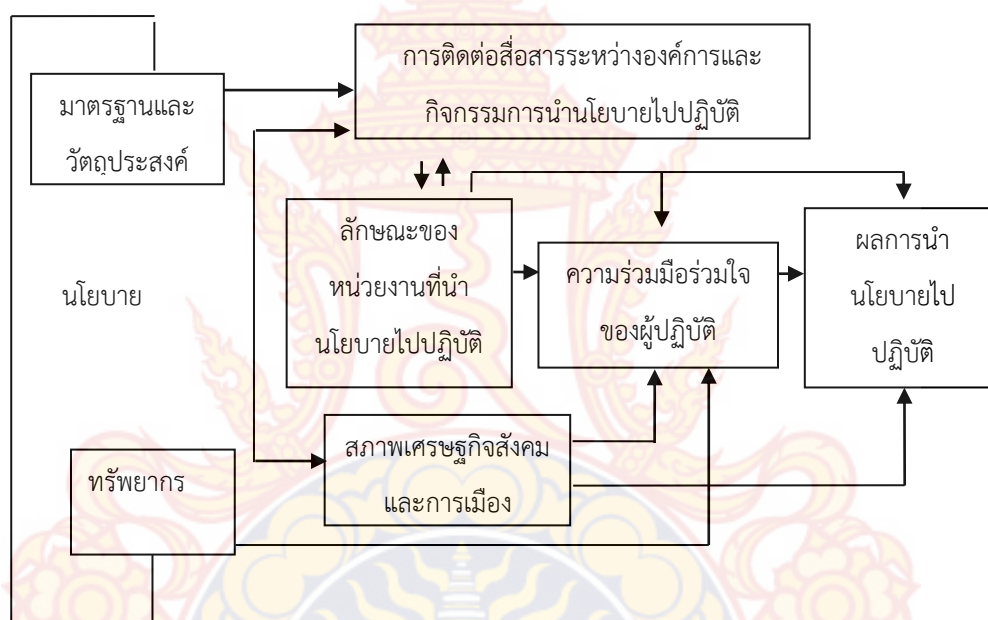 การติดต่อสื่อสารระหว่างองค์การและ
กิจกรรมการนำนโยบายไปปฏิบัติ
มาตรฐานและ
วัตถุประสงค์
ลักษณะของ
หน่วยงานที่นำ
นโยบายไปปฏิบัติ
ความร่วมมือร่วมใจ
ของผู้ปฏิบัติ
ผลการนำ
นโยบายไป
ปฏิบัติ
นโยบาย
สภาพเศรษฐกิจสังคม
และการเมือง
ทรัพยากร